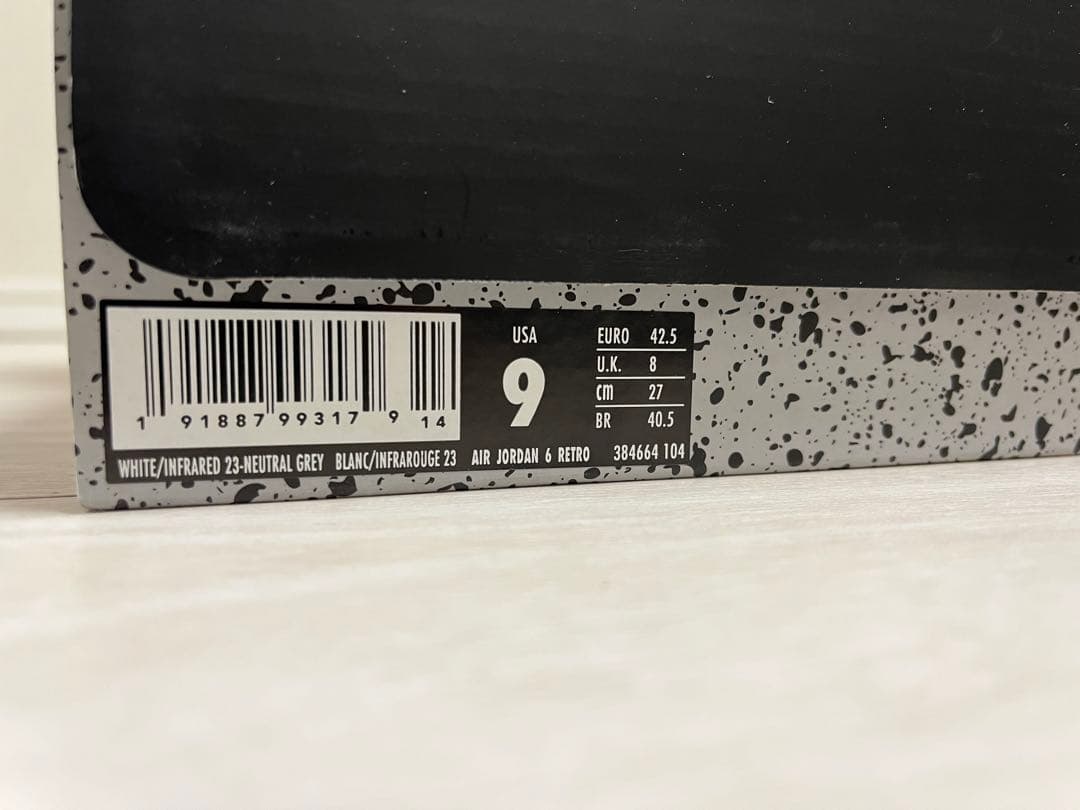 1 91887 99317 9 14
USA
9
EURO 42.5
U.K. 8
cm 27
BR 40.5
WHITE/INFRARED 23-NEUTRAL GREY BLANC/INFRAROUGE 23 AIR JORDAN 6 RETRO 384664 104